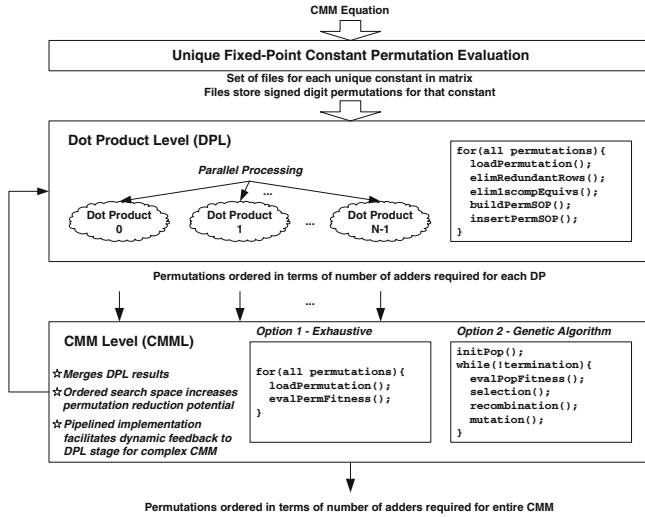 CMM Equation
Unique Fixed-Point Constant Permutation Evaluation
Set of files for each unique constant in matrix
Files store signed digit permutations for that constant
Dot Product Level (DPL)
Parallel Processing
...
Dot Product
0
Dot Product
1
...
Dot Product
N-1
for(all permutations){
loadPermutation();
elimRedundantRows();
elim1scompEquivs();
buildPermSOP();
insertPermSOP();
}
Permutations ordered in terms of number of adders required for each DP
...
CMM Level (CMML)
Merges DPL results
Ordered search space increases
permutation reduction potential
Pipelined implementation
facilitates dynamic feedback to
DPL stage for complex CMM
Option 1 - Exhaustive
for(all permutations){
loadPermutation();
evalPermFitness();
}
Option 2 - Genetic Algorithm
initPop();
while(!termination){
evalPopFitness();
selection();
recombination();
mutation();
}
Permutations ordered in terms of number of adders required for entire CMM